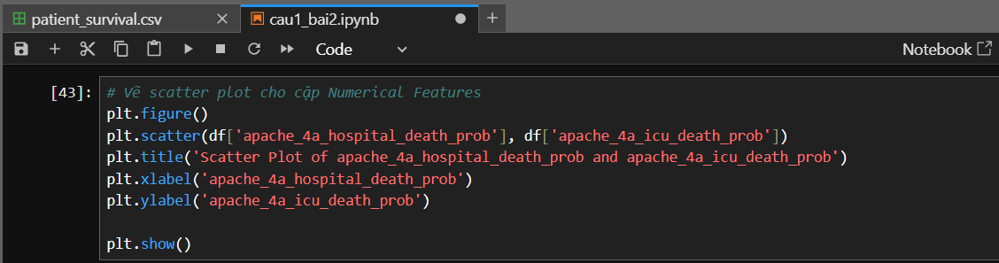 patient_survival.csv
cau1_bai2.ipynb
Code
Notebook
[43]:
# Vẽ scatter plot cho cặp Numerical Features
plt.figure()
plt.scatter(df['apache_4a_hospital_death_prob'], df['apache_4a_icu_death_prob'])
plt.title('Scatter Plot of apache_4a_hospital_death_prob and apache_4a_icu_death_prob')
plt.xlabel('apache_4a_hospital_death_prob')
plt.ylabel('apache_4a_icu_death_prob')
plt.show()